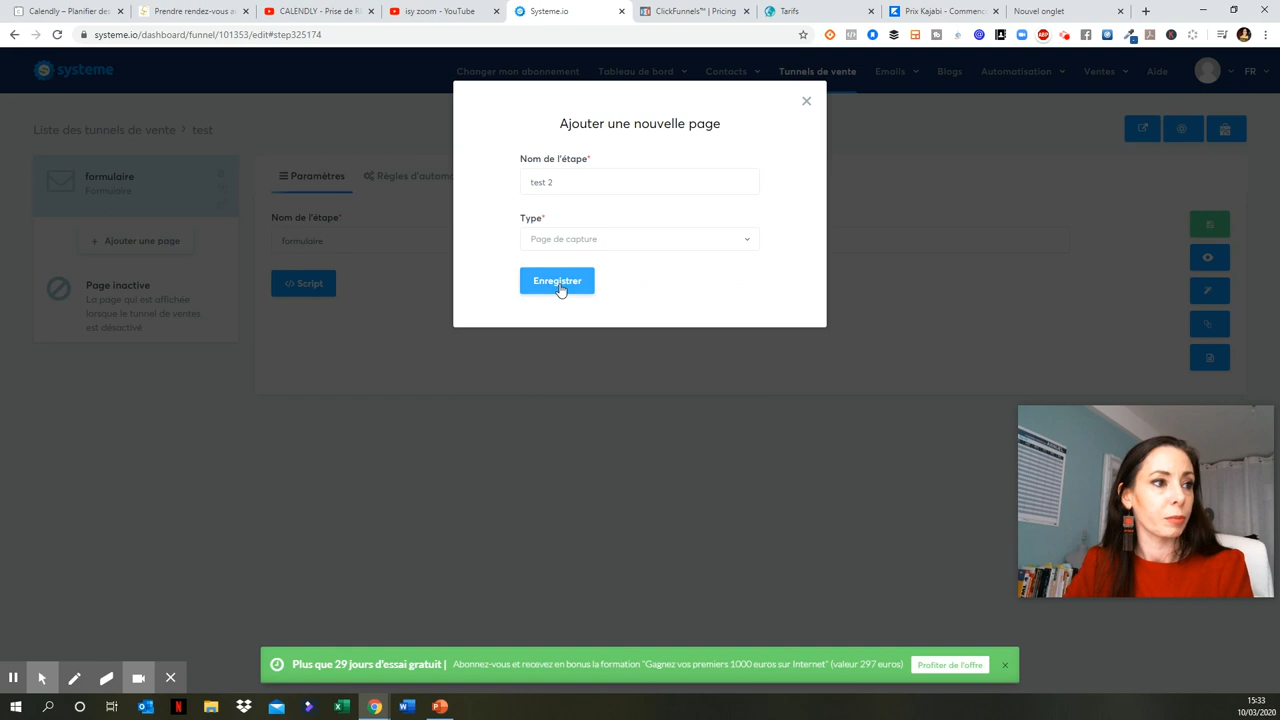 Calendly – Planifier des
Prendre rendez-vous a
CALENDLY - Prise de R
isy zoom - YouTube
Systeme.io
ClickFunnels™ | Pricing
Tarifs
Prix Kajabi - Commenc
Nouvel onglet
systeme.io/dashboard/funnel/101353/edit#step325174
systeme
Changer mon abonnement
Tableau de bord
Contacts
Tunnels de vente
Emails
Blogs
Automatisation
Ventes
Aide
FR
Liste des tunnels de vente > test
formulaire
Formulaire
+ Ajouter une page
Page inactive
La page qui est affichée
lorsque le tunnel de ventes
est désactivé
Paramètres
Règles d'automa
Nom de l'étape*
formulaire
</> Script
Ajouter une nouvelle page
Nom de l'étape*
test 2
Type*
Page de capture
Enregistrer
Plus que 29 jours d'essai gratuit | Abonnez-vous et recevez en bonus la formation "Gagnez vos premiers 1000 euros sur Internet" (valeur 297 euros)
Profiter de l'offre
15:33
10/03/2020